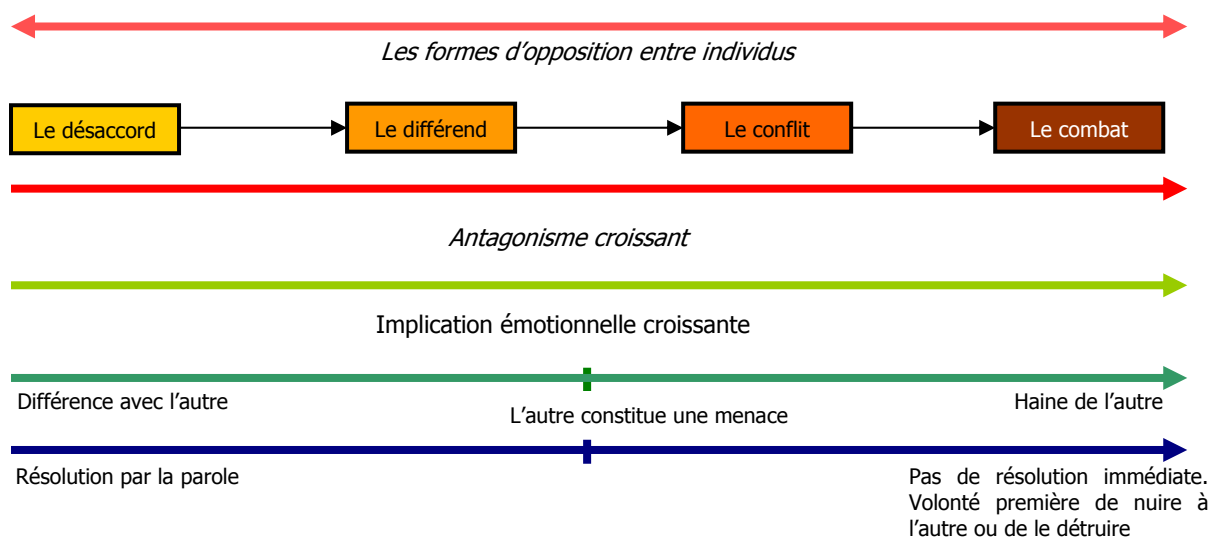 Les formes d’opposition entre individus
Le désaccord
Le différend
Le conflit
Le combat
Antagonisme croissant
Implication émotionnelle croissante
Différence avec l’autre
L’autre constitue une menace
Haine de l’autre
Résolution par la parole
Pas de résolution immédiate.
Volonté première de nuire à
l’autre ou de le détruire